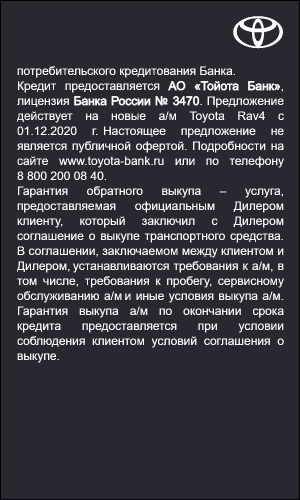 потребительского кредитования Банка.
Кредит предоставляется АО «Тойота Банк»,
лицензия Банка России № 3470. Предложение
действует на новые а/м Toyota Rav4 с
01.12.2020 г. Настоящее предложение не
является публичной офертой. Подробности на
сайте www.toyota-bank.ru или по телефону
8 800 200 08 40.
Гарантия обратного выкупа – услуга,
предоставляемая официальным Дилером
клиенту, который заключил с Дилером
соглашение о выкупе транспортного средства.
В соглашении, заключаемом между клиентом и
Дилером, устанавливаются требования к а/м, в
том числе, требования к пробегу, сервисному
обслуживанию а/м и иные условия выкупа а/м.
Гарантия выкупа а/м по окончании срока
кредита предоставляется при условии
соблюдения клиентом условий соглашения о
выкупе.